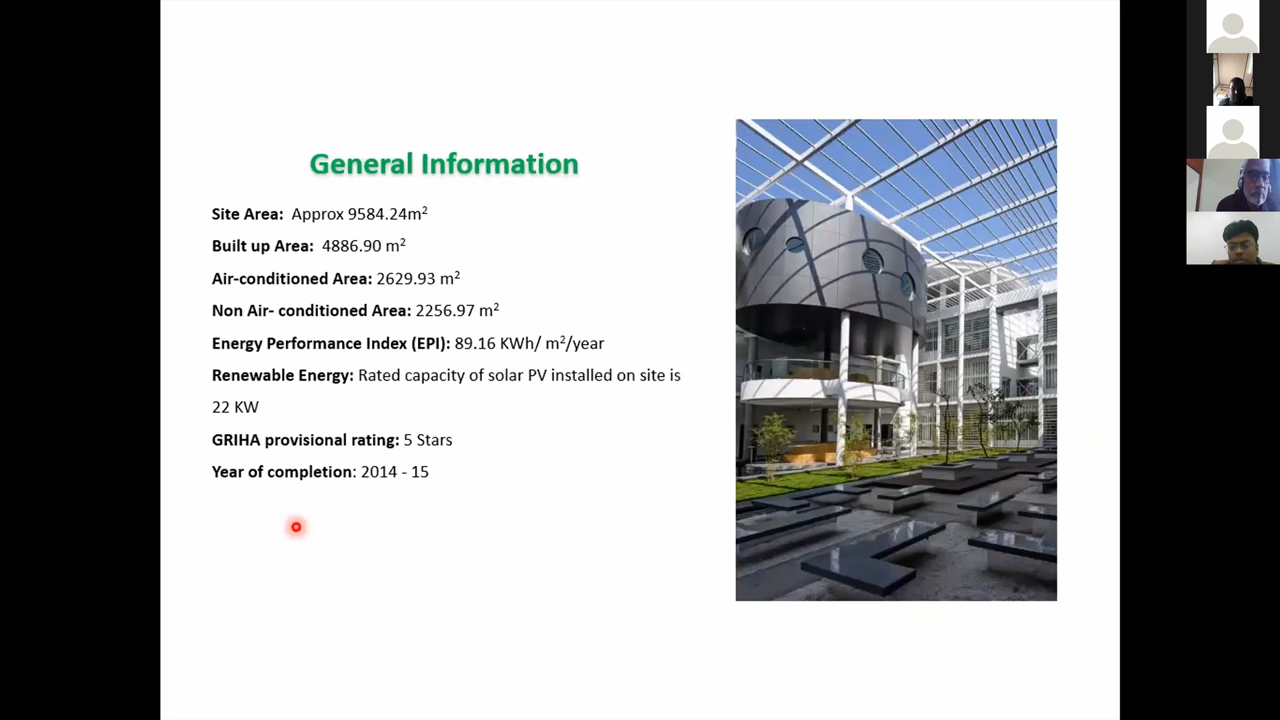 General Information
Site Area:  Approx 9584.24m²
Built up Area:  4886.90 m²
Air-conditioned Area: 2629.93 m²
Non Air- conditioned Area: 2256.97 m²
Energy Performance Index (EPI): 89.16 KWh/ m²/year
Renewable Energy: Rated capacity of solar PV installed on site is
22 KW
GRIHA provisional rating: 5 Stars
Year of completion: 2014 - 15